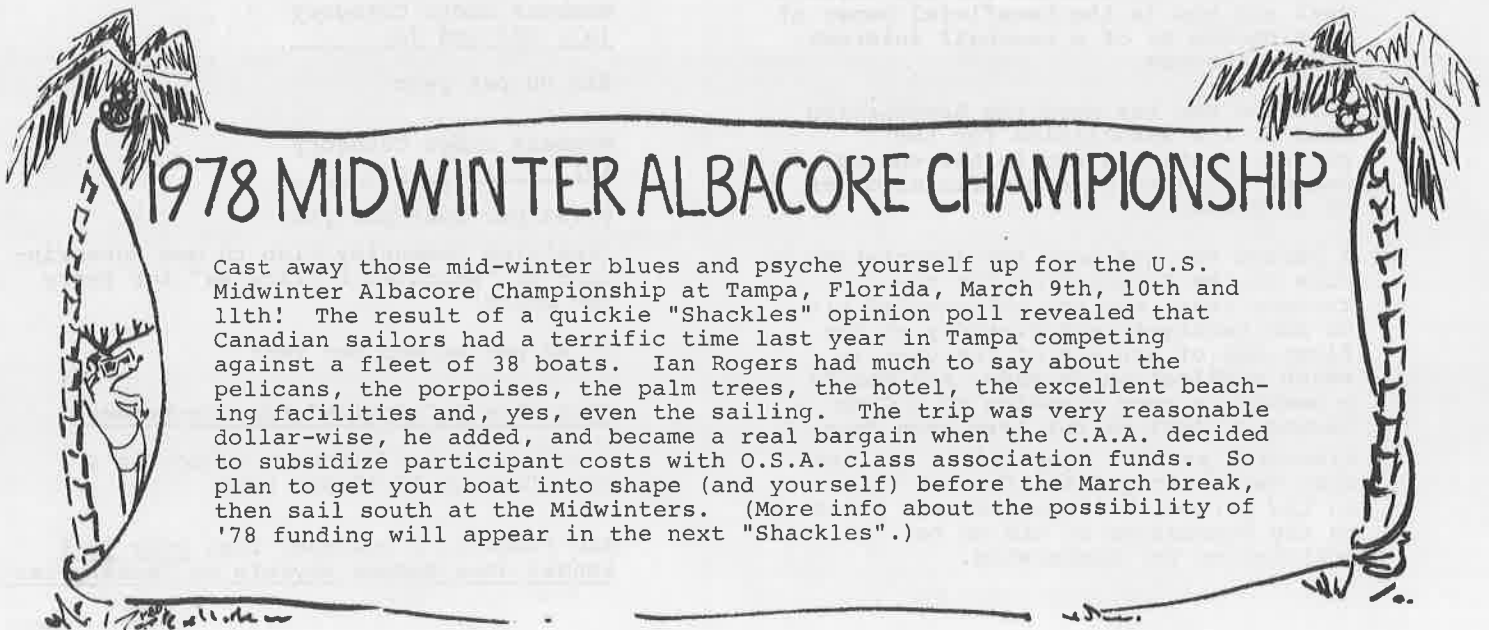 1978 MIDWINTER ALBACORE CHAMPIONSHIP
Cast away those mid-winter blues and psyche yourself up for the U.S.
Midwinter Albacore Championship at Tampa, Florida, March 9th, 10th and
11th!  The result of a quickie "Shackles" opinion poll revealed that
Canadian sailors had a terrific time last year in Tampa competing
against a fleet of 38 boats.  Ian Rogers had much to say about the
pelicans, the porpoises, the palm trees, the hotel, the excellent beach-
ing facilities and, yes, even the sailing. The trip was very reasonable
dollar-wise, he added, and became a real bargain when the C.A.A. decided
to subsidize participant costs with O.S.A. class association funds. So
plan to get your boat into shape (and yourself) before the March break,
then sail south at the Midwinters.  (More info about the possibility of
'78 funding will appear in the next "Shackles".)